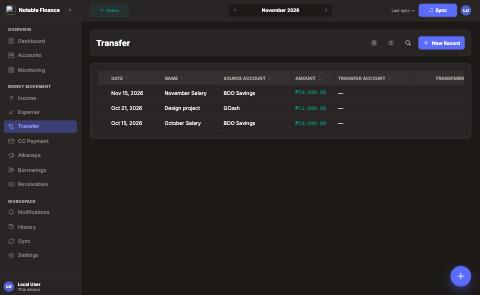 Notable Finance
Online
November 2026
Last sync —
Sync
LU
OVERVIEW
Dashboard
Accounts
Monitoring
MONEY MOVEMENT
Income
Expense
Transfer
CC Payment
Alkansya
Borrowings
Receivables
WORKSPACE
Notifications
History
Sync
Settings
LU
Local User
This device
Transfer
+ New Record
DATE NAME SOURCE ACCOUNT AMOUNT TRANSFER ACCOUNT TRANSFERRE
Nov 15, 2026 November Salary BDO Savings —
Oct 21, 2026 Design project GCash —
Oct 15, 2026 October Salary BDO Savings —